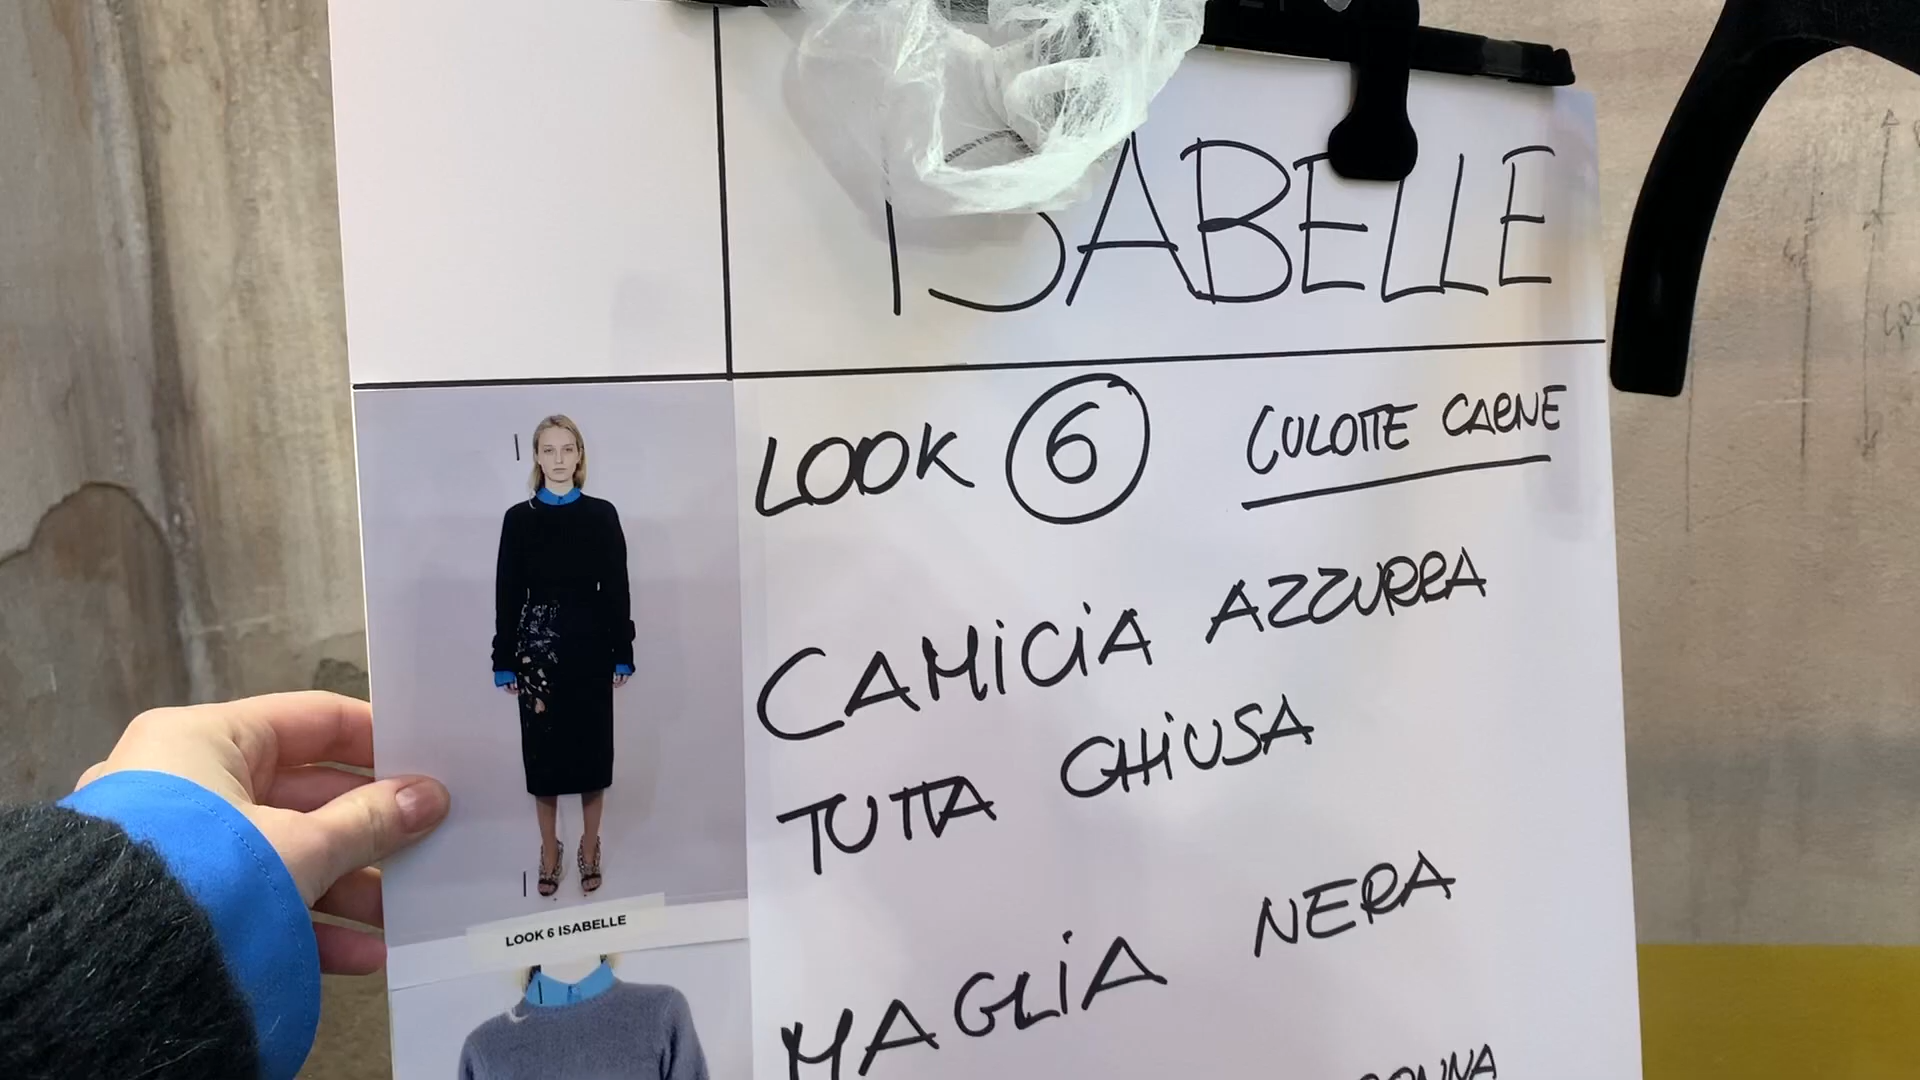 ISABELLE
LOOK 6 CULOTTE CARNE
CAMICIA AZZURRA
TUTTA CHIUSA
MAGLIA NERA
LOOK 6 ISABELLE